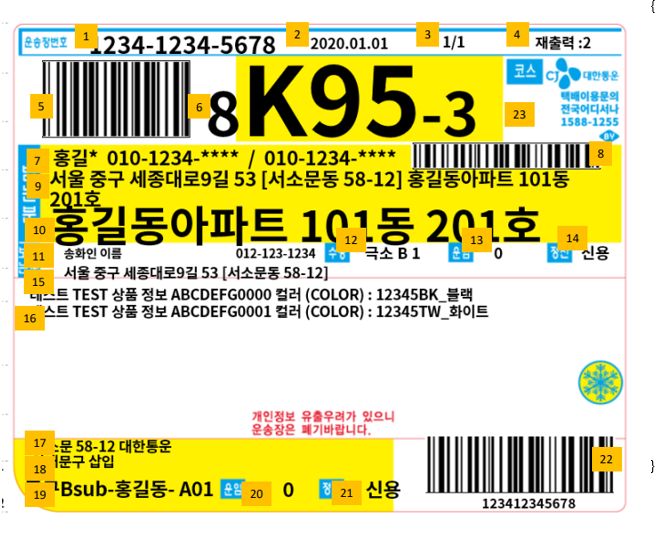 운송장번호 1 1234-1234-5678 2 2020.01.01 3 1/1 4 재출력 :2
5 6 8K95-3 코스 CJ 대한통운
23 택배이용문의
전국어디서나
1588-1255
7 홍길* 010-1234-**** / 010-1234-**** 8
9 서울 중구 세종대로9길 53 [서소문동 58-12] 홍길동아파트 101동
201호
10 홍길동아파트 101동 201호
11 송화인 이름 012-123-1234 12 극소 B 1 13 운임 0 14 신용
15 서울 중구 세종대로9길 53 [서소문동 58-12]
스트 TEST 상품 정보 ABCDEFG0000 컬러 (COLOR) : 12345BK_블랙
16 스트 TEST 상품 정보 ABCDEFG0001 컬러 (COLOR) : 12345TW_화이트
개인정보 유출우려가 있으니
운송장은 폐기바랍니다.
17 소문 58-12 대한통운
18 문구 삽입
19 Bsub-홍길동- A01 운임 20 0 21 신용
22
123412345678